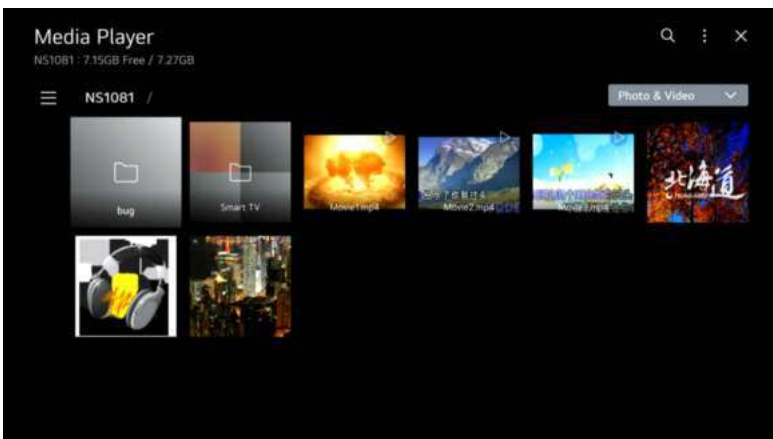 Media Player
NS1081 : 7.15GB Free / 7.27GB
NS1081 /
Photo & Video
bug
Smart TV
Movie1.mp4
Movie2.mp4
Movie3.mp4
北海道